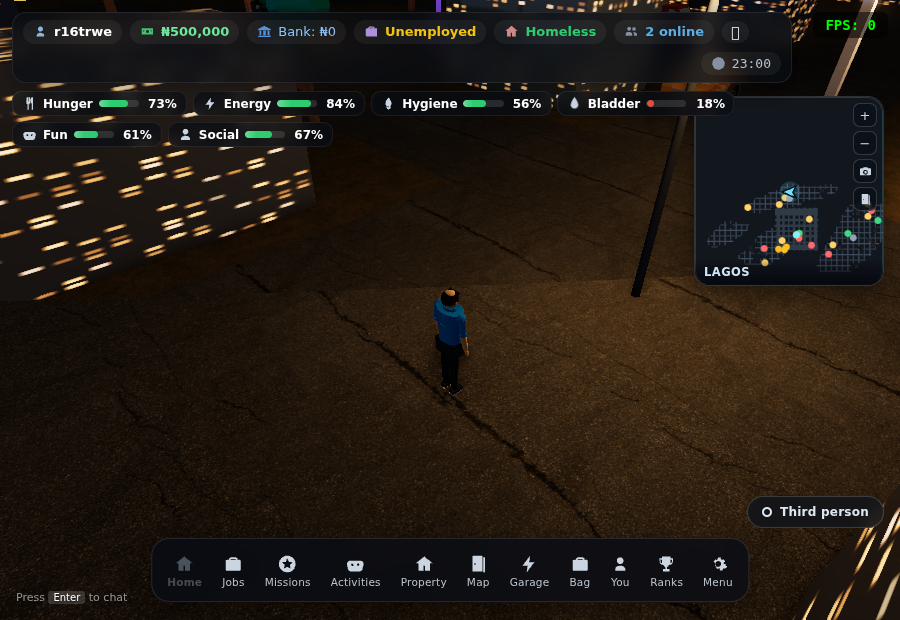 r16trwe ₦500,000 Bank: ₦0 Unemployed Homeless 2 online
FPS: 0
23:00
Hunger 73% Energy 84% Hygiene 56% Bladder 18%
Fun 61% Social 67%
+
−
LAGOS
Third person
Home Jobs Missions Activities Property Map Garage Bag You Ranks Menu
Press Enter to chat